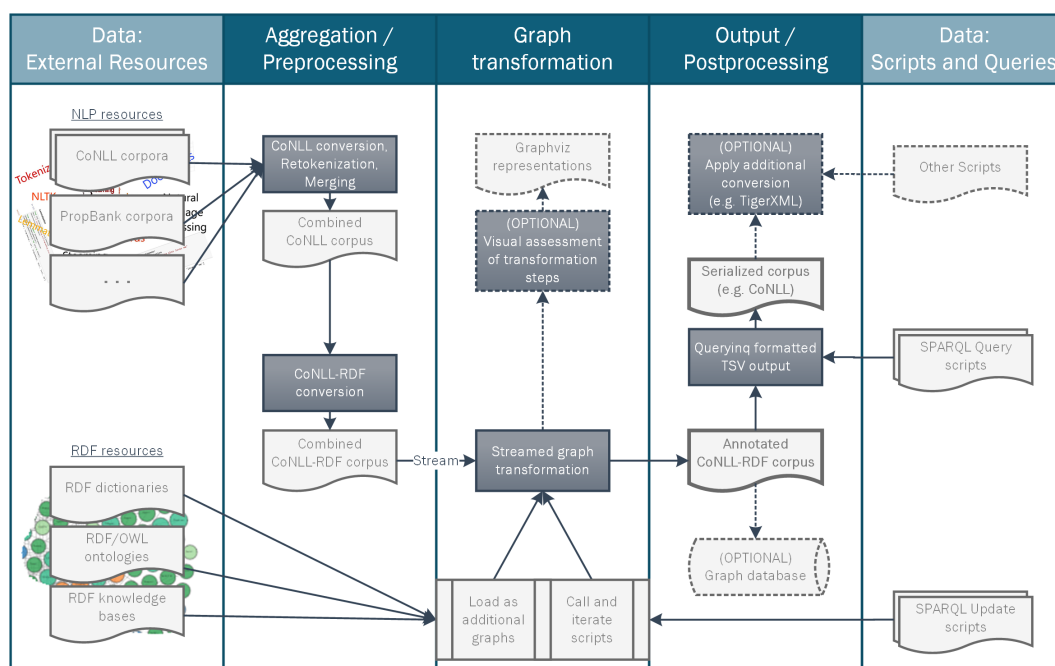 Data:
External Resources
Aggregation /
Preprocessing
Graph
transformation
Output /
Postprocessing
Data:
Scripts and Queries
NLP resources
CoNLL corpora
Tokeniz
NLT
PropBank corpora
. . .
CoNLL conversion,
Retokenization,
Merging
Combined
CoNLL corpus
CoNLL-RDF
conversion
Combined
CoNLL-RDF corpus
Stream
Graphviz
representations
(OPTIONAL)
Visual assessment
of transformation
steps
Streamed graph
transformation
Load as
additional
graphs
Call and
iterate
scripts
(OPTIONAL)
Apply additional
conversion
(e.g. TigerXML)
Serialized corpus
(e.g. CoNLL)
Querying formatted
TSV output
Annotated
CoNLL-RDF corpus
(OPTIONAL)
Graph database
Other Scripts
SPARQL Query
scripts
SPARQL Update
scripts
RDF resources
RDF dictionaries
RDF/OWL
ontologies
RDF knowledge
bases